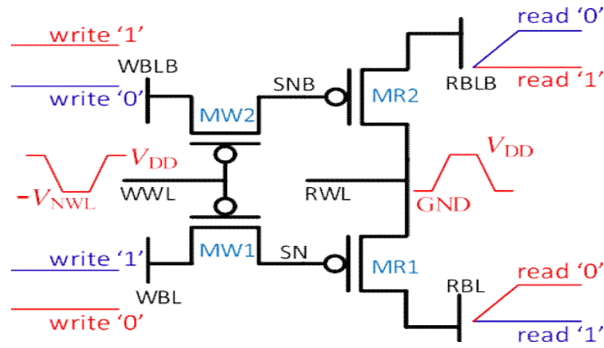 write '1'
write '0'
WBLB
MW2
SNB
MR2
RBLB
read '0'
read '1'
V_DD
-V_NWL
WWL
RWL
V_DD
GND
write '1'
write '0'
WBL
MW1
SN
MR1
RBL
read '0'
read '1'